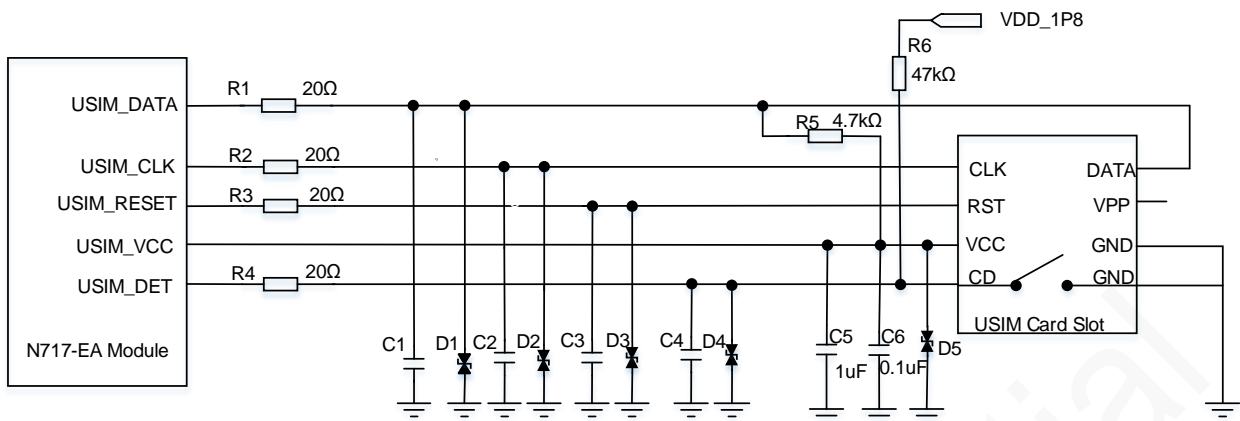 VDD_1P8
R6
47kΩ
R1 20Ω
USIM_DATA
R5 4.7kΩ
R2 20Ω
USIM_CLK
CLK DATA
R3 20Ω
USIM_RESET
RST VPP
USIM_VCC
VCC GND
R4 20Ω
USIM_DET
CD GND
USIM Card Slot
N717-EA Module
C1 D1 C2 D2 C3 D3 C4 D4 C5 C6 D5
1uF 0.1uF